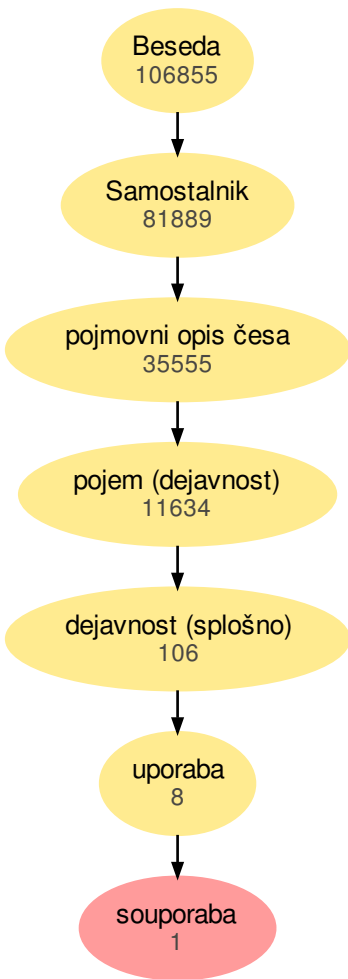 Beseda
106855
Samostalnik
81889
pojmovni opis česa
35555
pojem (dejavnost)
11634
dejavnost (splošno)
106
uporaba
8
souporaba
1